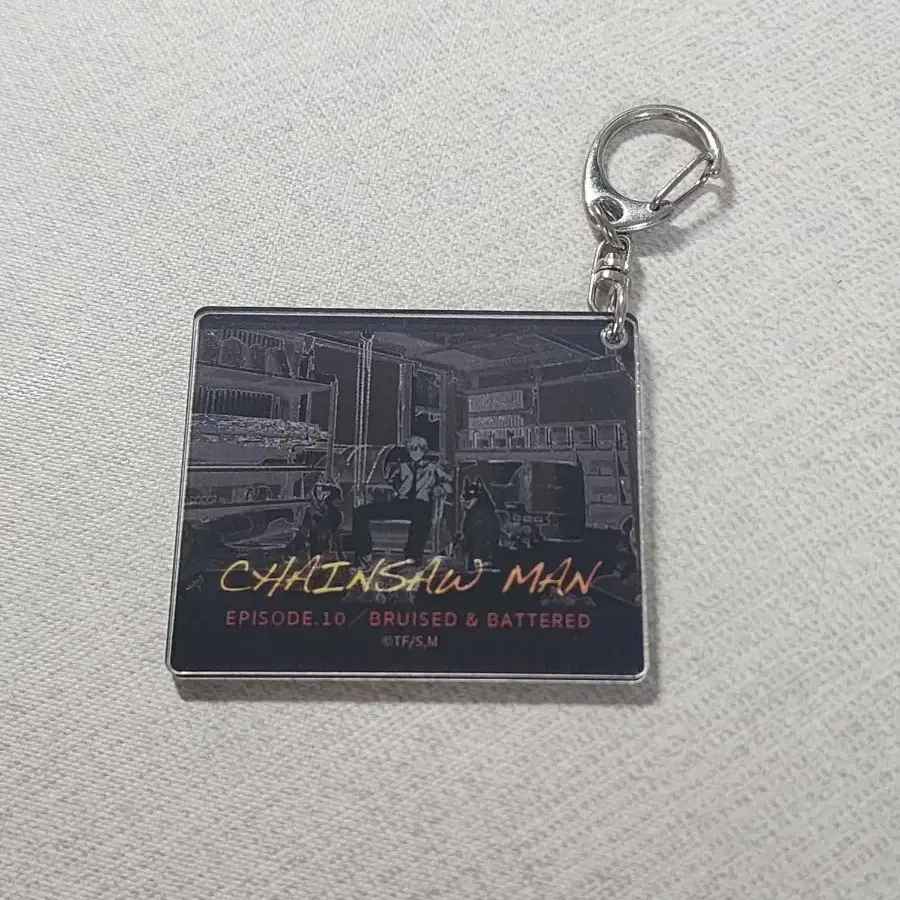 CHAINSAW MAN
EPISODE.10／BRUISED & BATTERED
©TF/S,M